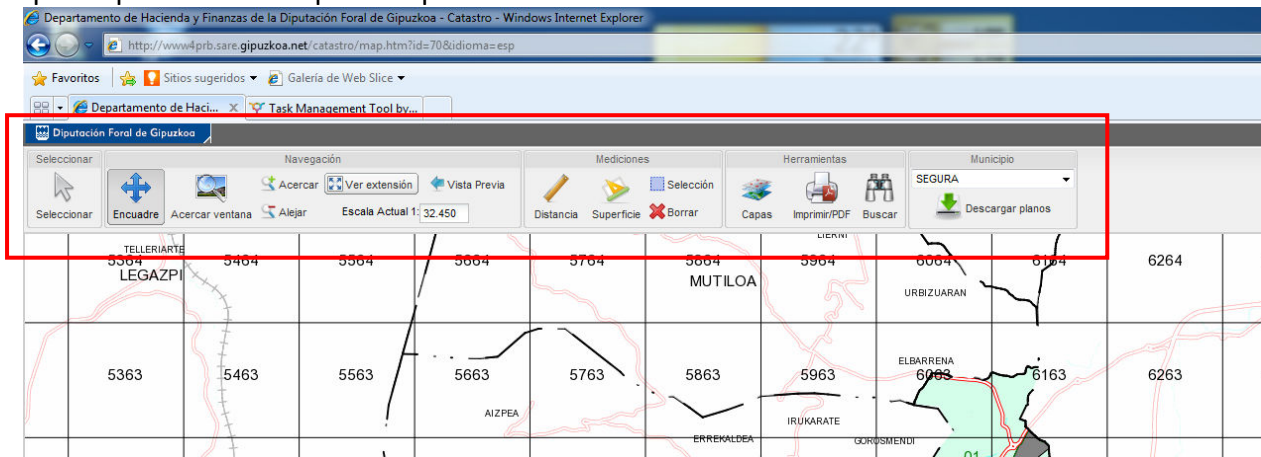 Departamento de Hacienda y Finanzas de la Diputación Foral de Gipuzkoa - Catastro - Windows Internet Explorer
http://www4prb.sare.gipuzkoa.net/catastro/map.htm?id=70&idioma=esp
Favoritos Sitios sugeridos Galería de Web Slice
Departamento de Haci... X Task Management Tool by...
Diputación Foral de Gipuzkoa
Seleccionar Navegación Mediciones Herramientas Municipio
Acercar Ver extensión Vista Previa Selección SEGURA
Seleccionar Encuadre Acercar ventana Alejar Escala Actual 1: 32.450 Distancia Superficie Borrar Capas Imprimir/PDF Buscar Descargar planos
TELLERIARTE LIERNI
5364 5464 5564 5664 5764 5864 5964 6064 6164 6264
LEGAZPI MUTILOA
URBIZUARAN
ELBARRENA
5363 5463 5563 5663 5763 5863 5963 6063 6163 6263
AIZPEA IRUKARATE
ERREKALDEA GOROSMENDI
01